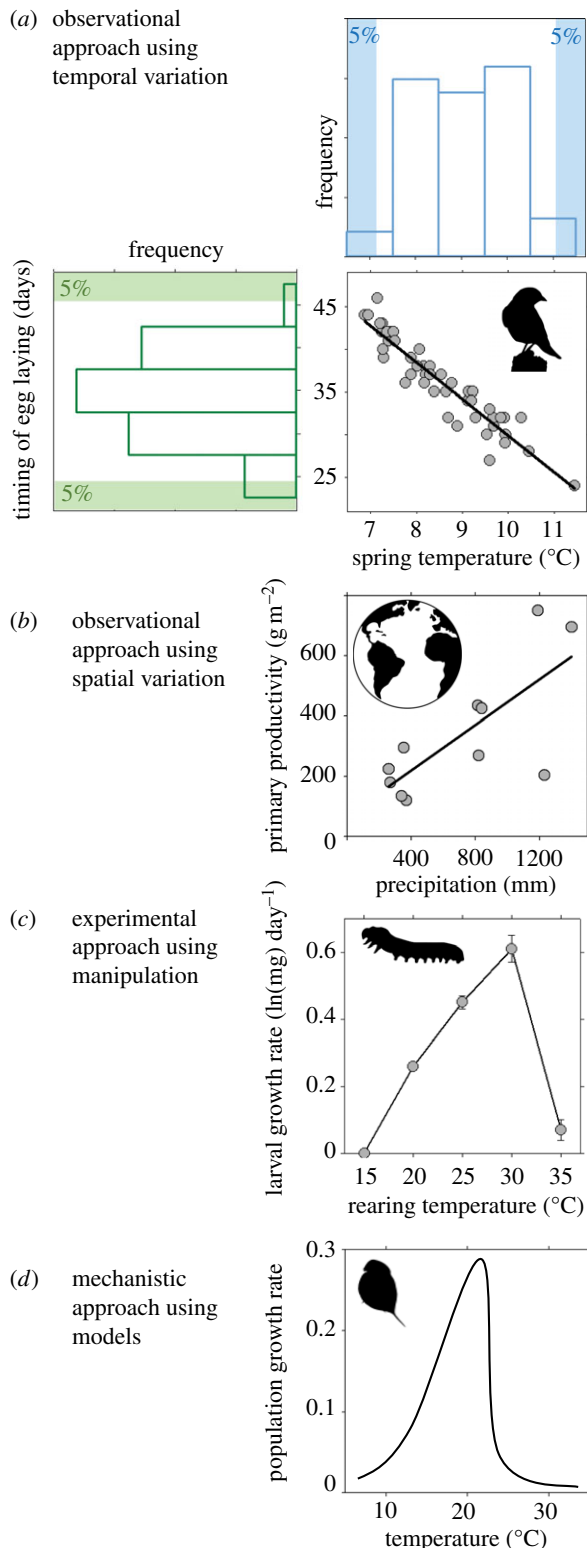 (a) observational
approach using
temporal variation
5% 5%
frequency
frequency
5%
5%
timing of egg laying (days)
45
35
25
7 8 9 10 11
spring temperature (°C)
(b) observational
approach using
spatial variation
primary productivity (g m⁻²)
600
400
200
0
400 800 1200
precipitation (mm)
(c) experimental
approach using
manipulation
larval growth rate (ln(mg) day⁻¹)
0.6
0.4
0.2
0
15 20 25 30 35
rearing temperature (°C)
(d) mechanistic
approach using
models
population growth rate
0.3
0.2
0.1
0
10 20 30
temperature (°C)